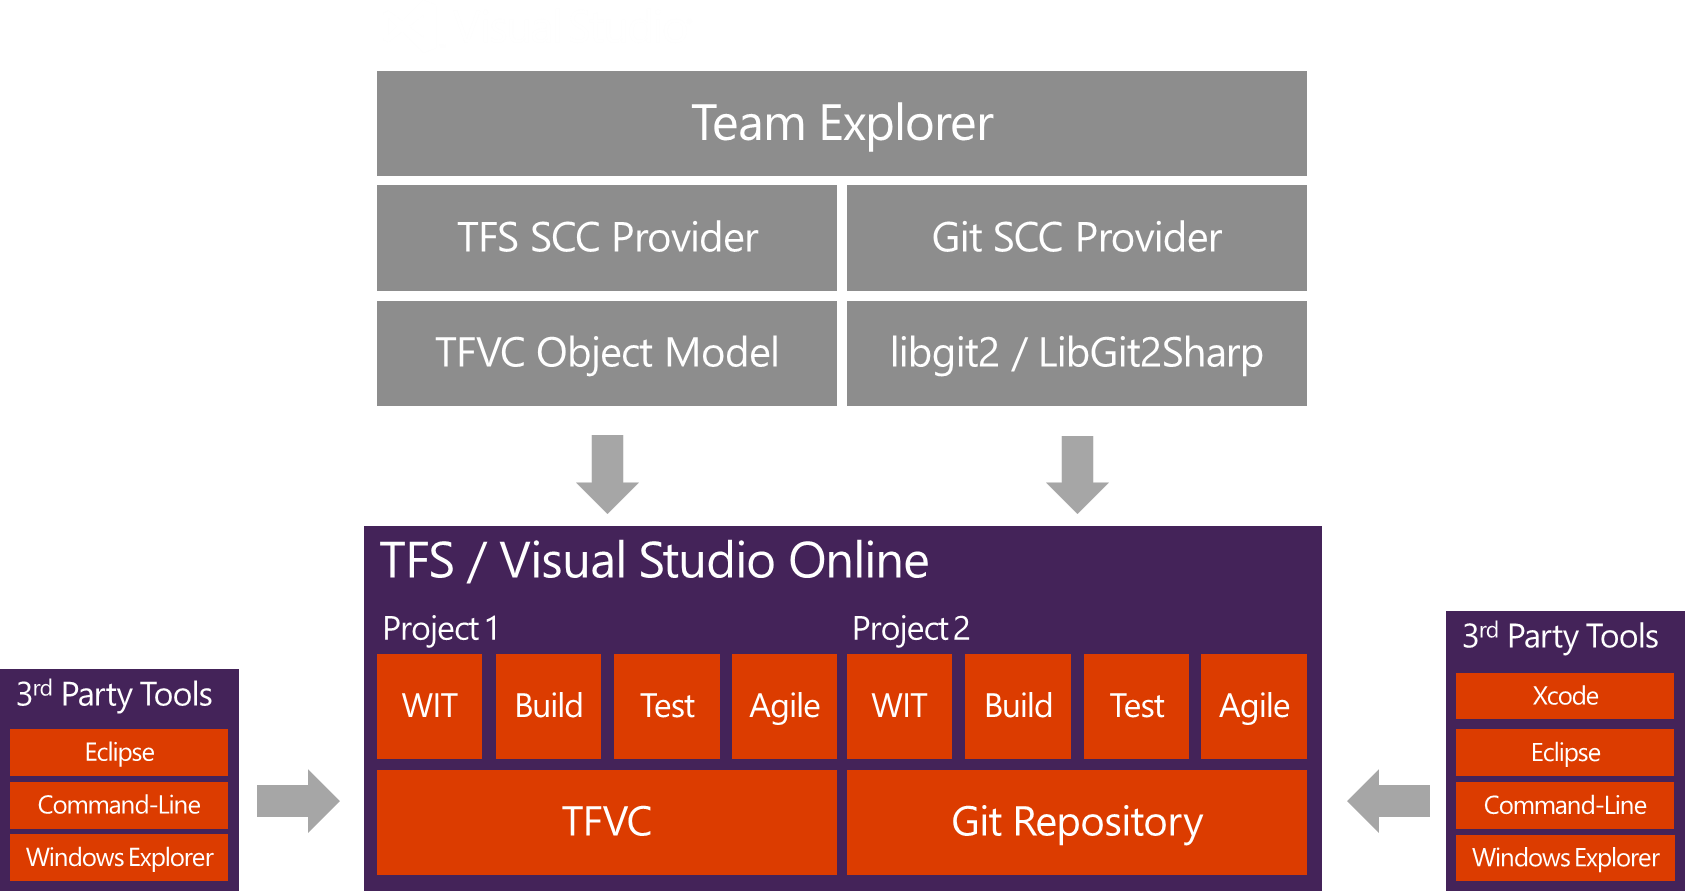 Team Explorer
TFS SCC Provider
Git SCC Provider
TFVC Object Model
libgit2 / LibGit2Sharp
TFS / Visual Studio Online
Project 1
Project 2
WIT
Build
Test
Agile
WIT
Build
Test
Agile
TFVC
Git Repository
3rd Party Tools
Eclipse
Command-Line
Windows Explorer
3rd Party Tools
Xcode
Eclipse
Command-Line
Windows Explorer